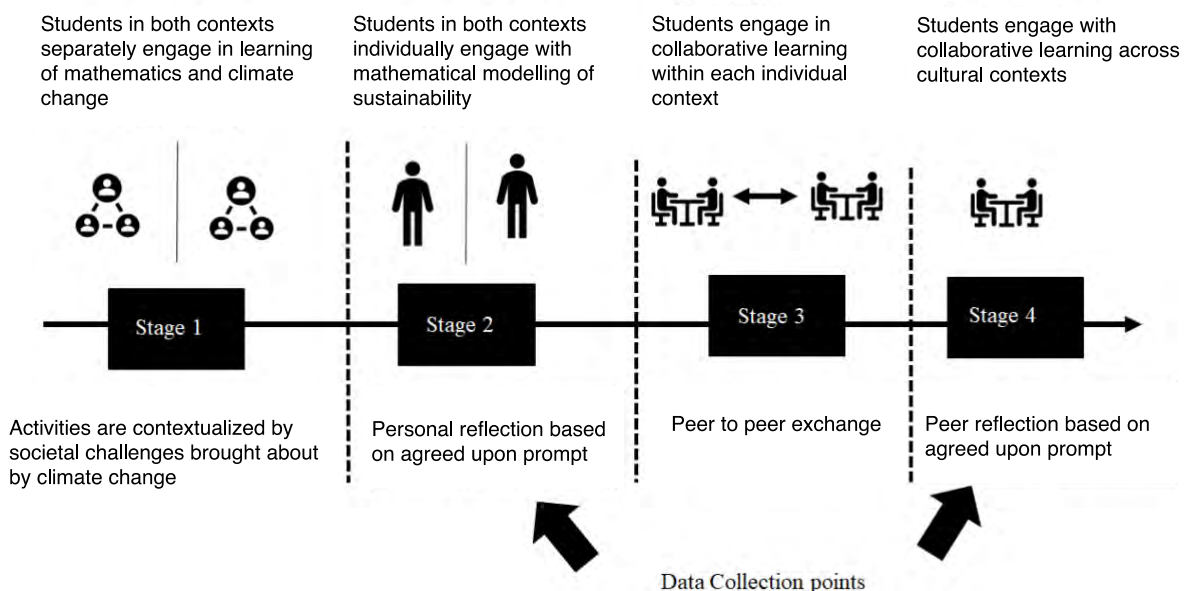 Students in both contexts
separately engage in learning
of mathematics and climate
change
Students in both contexts
individually engage with
mathematical modelling of
sustainability
Students engage in
collaborative learning
within each individual
context
Students engage with
collaborative learning across
cultural contexts
Stage 1
Stage 2
Stage 3
Stage 4
Activities are contextualized by
societal challenges brought about
by climate change
Personal reflection based
on agreed upon prompt
Peer to peer exchange
Peer reflection based on
agreed upon prompt
Data Collection points